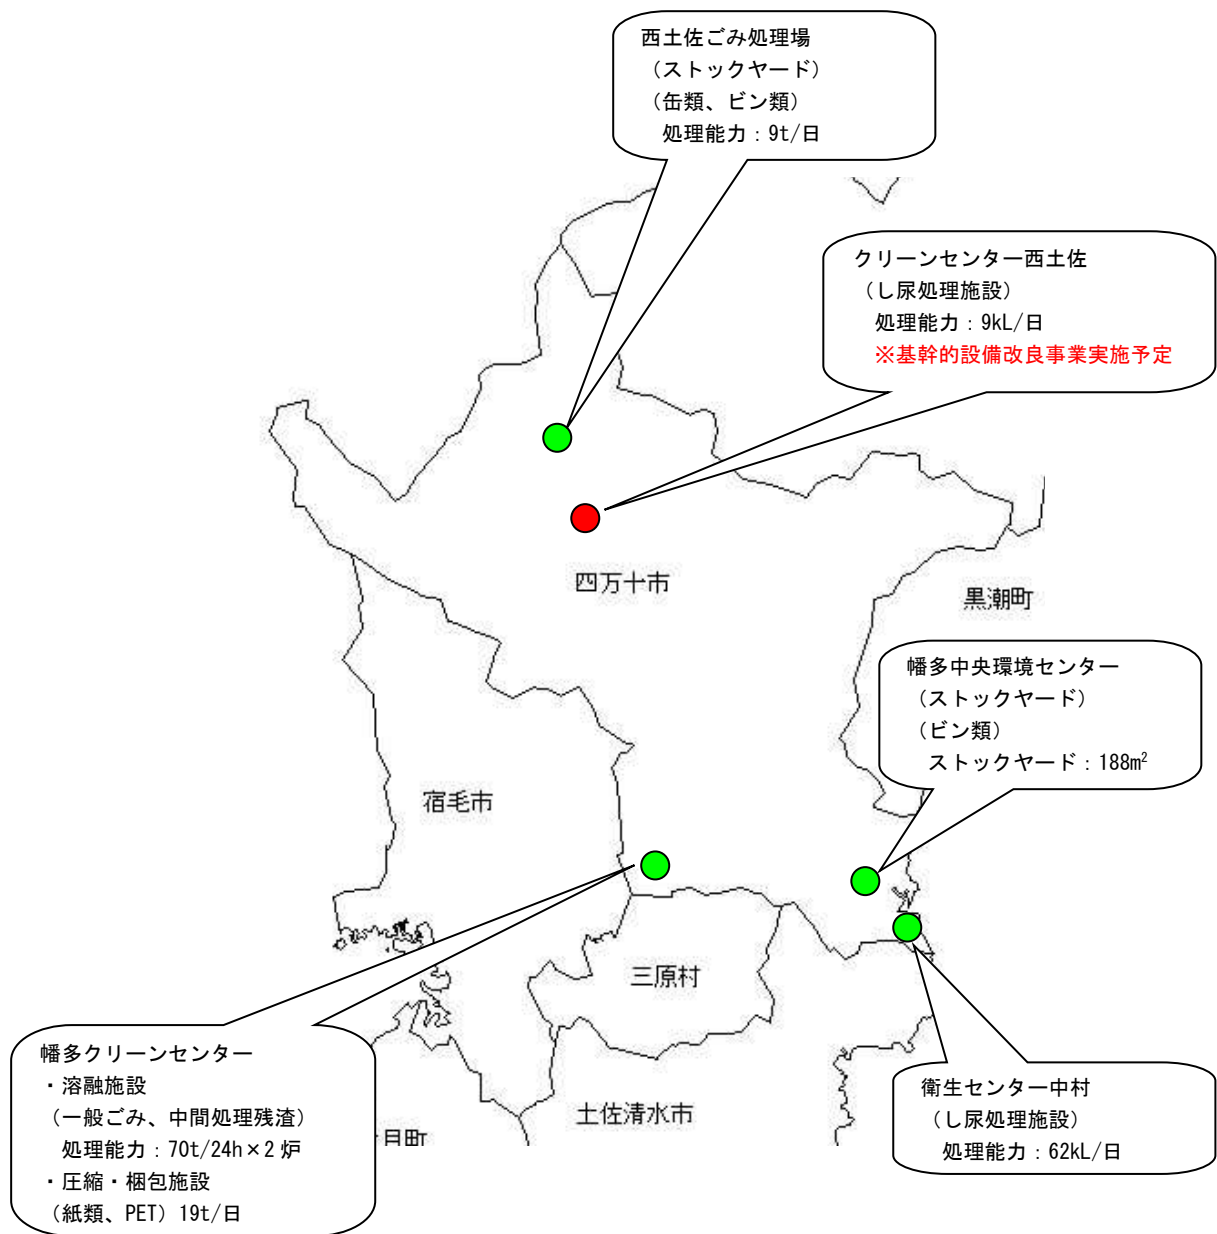 西土佐ごみ処理場
（ストックヤード）
（缶類、ビン類）
処理能力：9t/日
クリーンセンター西土佐
（し尿処理施設）
処理能力：9kL/日
※基幹的設備改良事業実施予定
四万十市
黒潮町
幡多中央環境センター
（ストックヤード）
（ビン類）
ストックヤード：188m²
宿毛市
三原村
幡多クリーンセンター
・溶融施設
（一般ごみ、中間処理残渣）
処理能力：70t/24h×2 炉
・圧縮・梱包施設
（紙類、PET）19t/日
月町
土佐清水市
衛生センター中村
（し尿処理施設）
処理能力：62kL/日